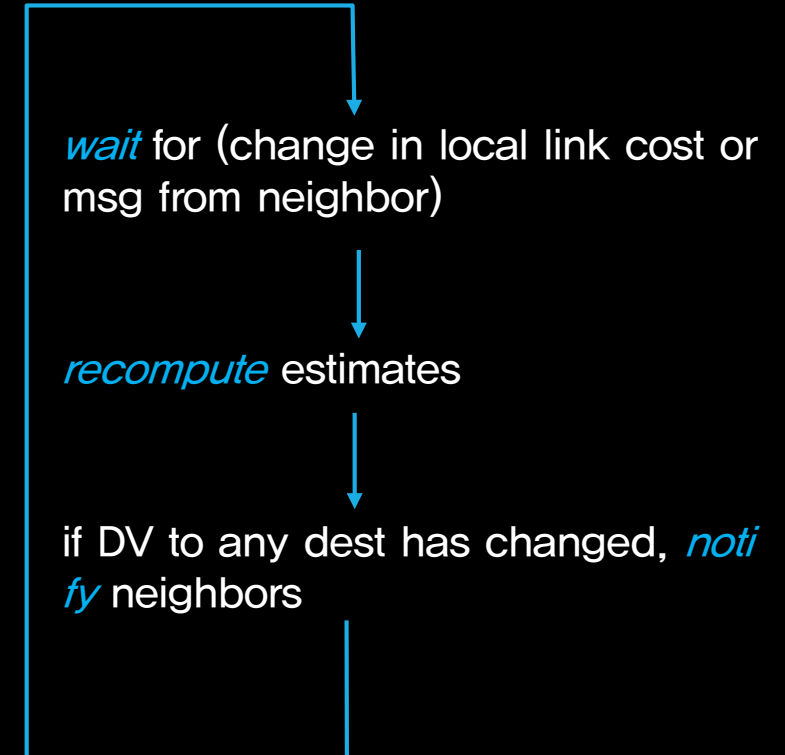 wait for (change in local link cost or
msg from neighbor)
recompute estimates
if DV to any dest has changed, noti
fy neighbors